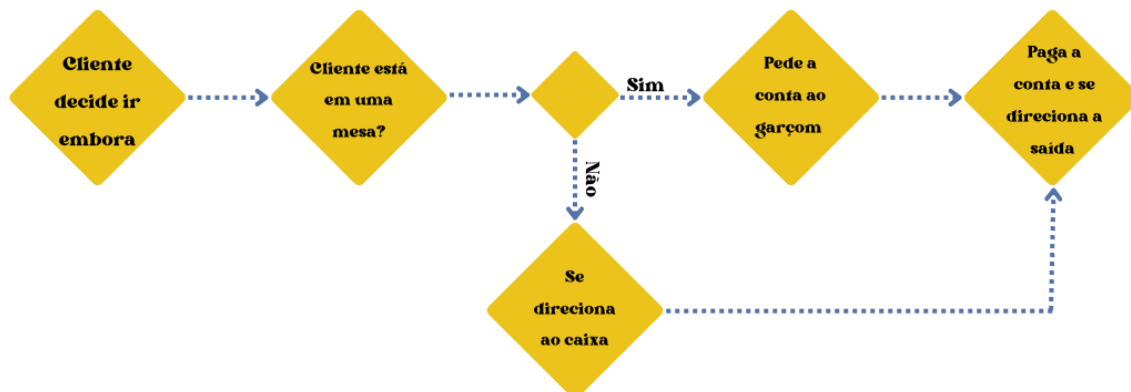 Cliente
decide ir
embora
Cliente está
em uma
mesa?
Sim
Pede a
conta ao
garçom
Paga a
conta e se
direciona a
saída
Não
Se
direciona
ao caixa